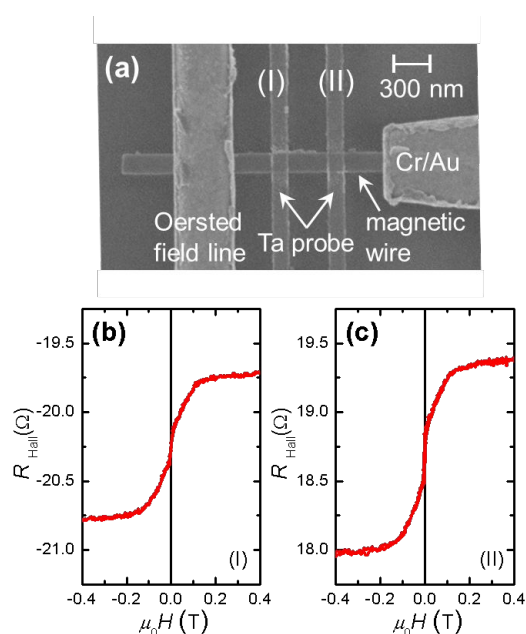 (a)
(I)
(II)
300 nm
Cr/Au
Oersted
field line
Ta probe
magnetic
wire
(b)
-19.5
-20.0
-20.5
-21.0
R Hall(Ω)
-0.4 -0.2 0.0 0.2 0.4
μ0H (T)
(I)
(c)
19.5
19.0
18.5
18.0
R Hall(Ω)
-0.4 -0.2 0.0 0.2 0.4
μ0H (T)
(II)